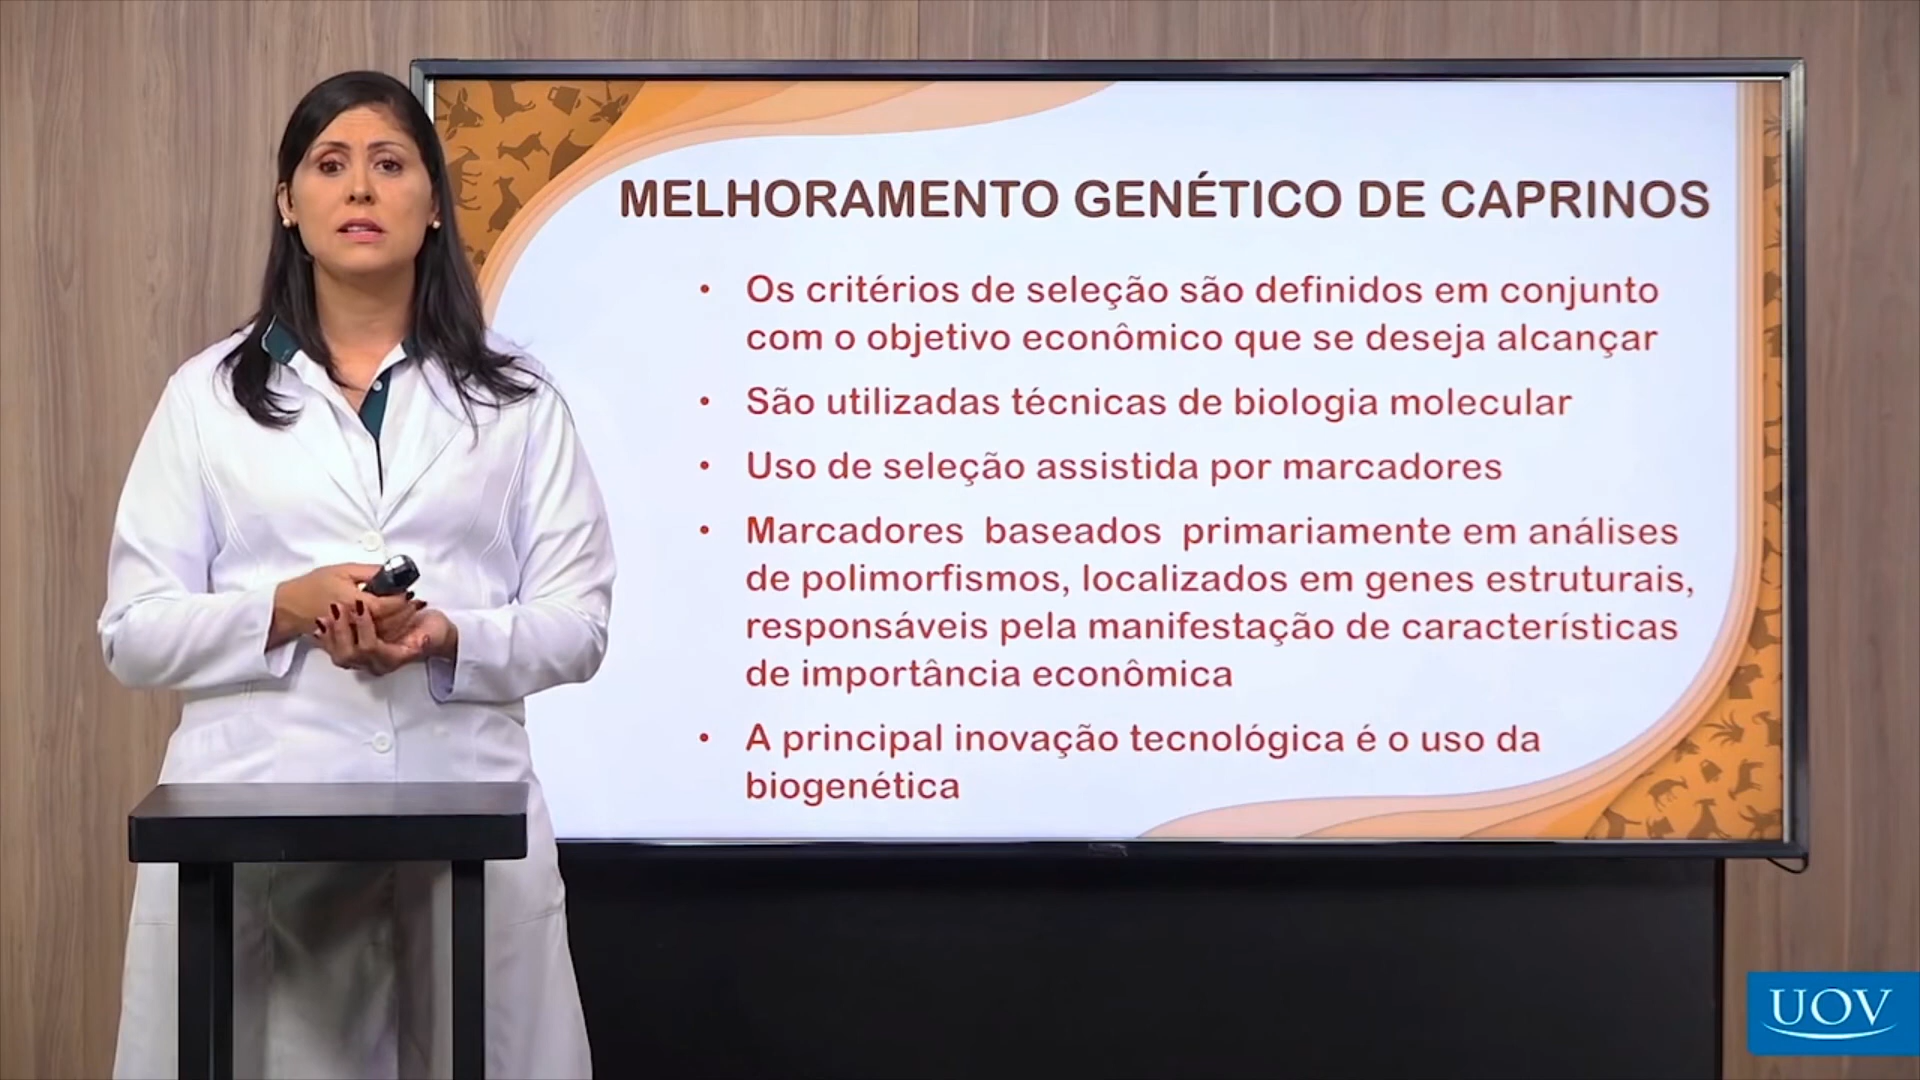 MELHORAMENTO GENÉTICO DE CAPRINOS
• Os critérios de seleção são definidos em conjunto
com o objetivo econômico que se deseja alcançar
• São utilizadas técnicas de biologia molecular
• Uso de seleção assistida por marcadores
• Marcadores baseados primariamente em análises
de polimorfismos, localizados em genes estruturais,
responsáveis pela manifestação de características
de importância econômica
• A principal inovação tecnológica é o uso da
biogenética
UOV